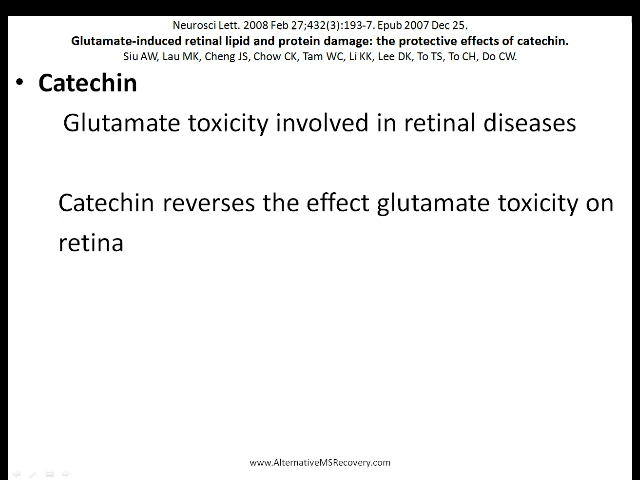 Neurosci Lett. 2008 Feb 27;432(3):193-7. Epub 2007 Dec 25.
Glutamate-induced retinal lipid and protein damage: the protective effects of catechin.
Siu AW, Lau MK, Cheng JS, Chow CK, Tam WC, Li KK, Lee DK, To TS, To CH, Do CW.
• Catechin
Glutamate toxicity involved in retinal diseases
Catechin reverses the effect glutamate toxicity on
retina
www.AlternativeMSRecovery.com